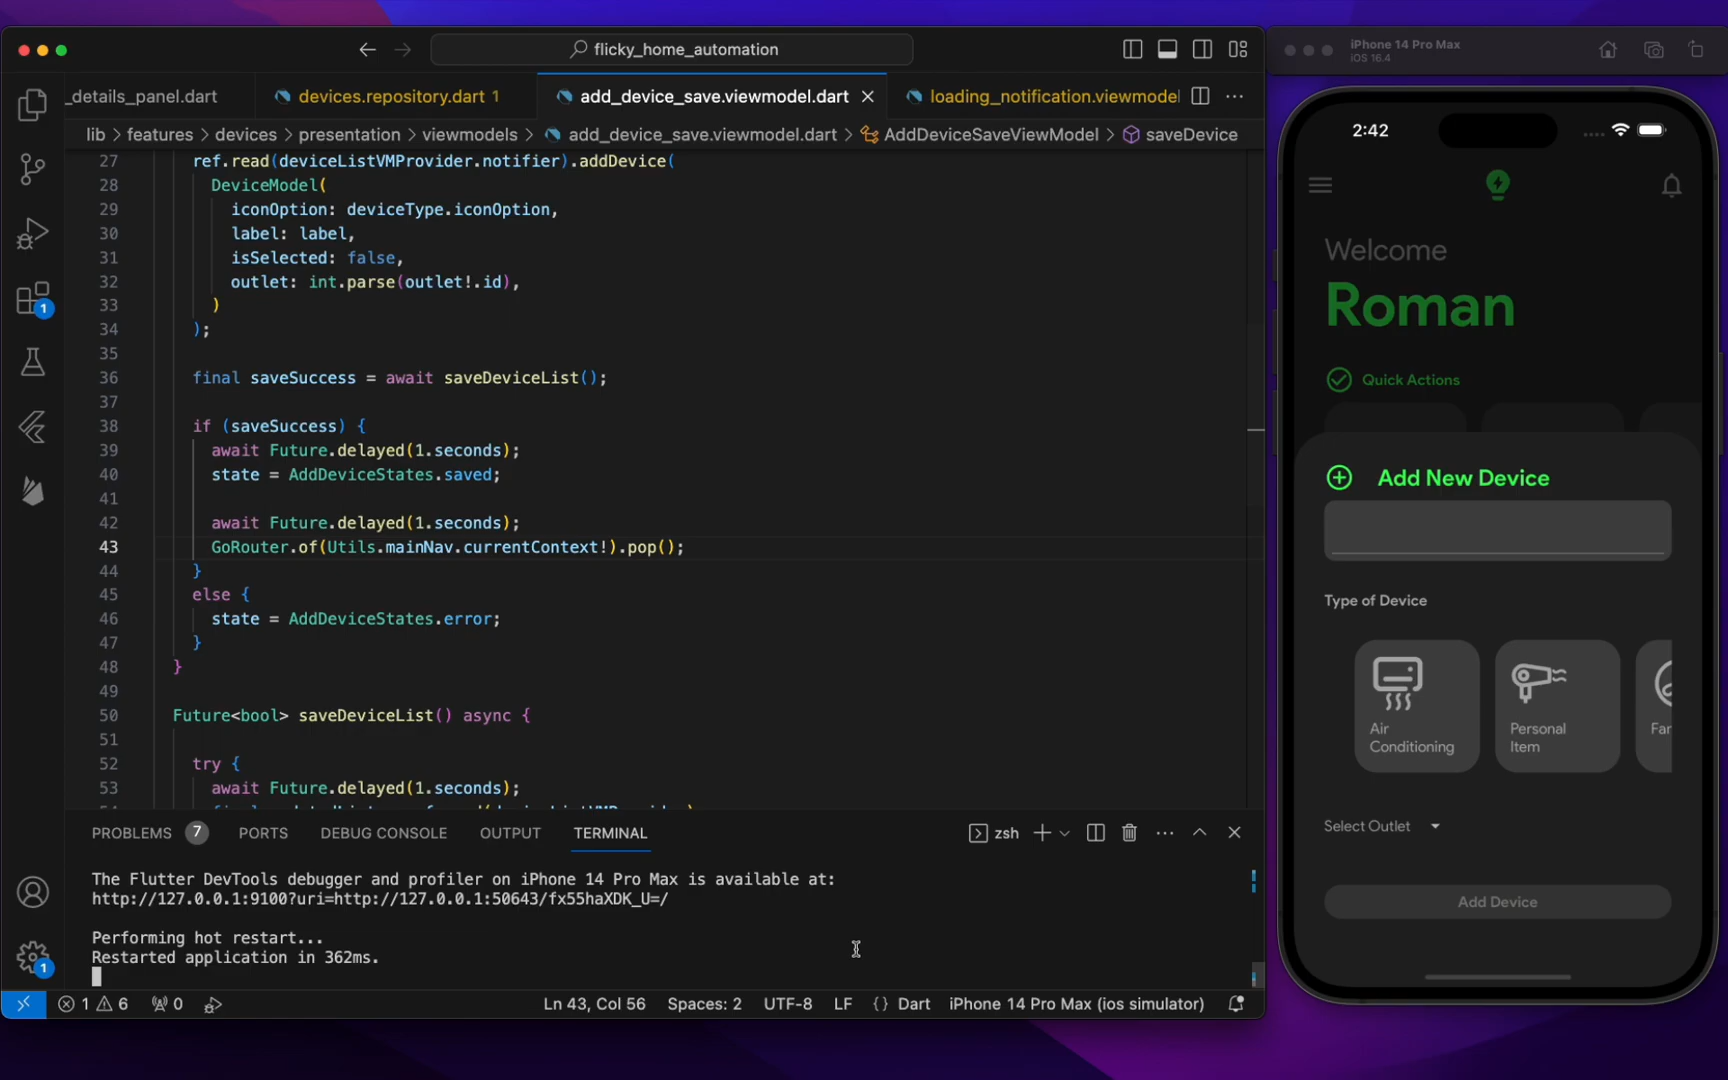 flicky_home_automation
_details_panel.dart
devices.repository.dart 1
add_device_save.viewmodel.dart
loading_notification.viewmodel
lib > features > devices > presentation > viewmodels > add_device_save.viewmodel.dart > AddDeviceSaveViewModel > saveDevice
27 ref.read(deviceListVMProvider.notifier).addDevice(
28 DeviceModel(
29 iconOption: deviceType.iconOption,
30 label: label,
31 isSelected: false,
32 outlet: int.parse(outlet!.id),
33 )
34 );
35
36 final saveSuccess = await saveDeviceList();
37
38 if (saveSuccess) {
39 await Future.delayed(1.seconds);
40 state = AddDeviceStates.saved;
41
42 await Future.delayed(1.seconds);
43 GoRouter.of(Utils.mainNav.currentContext!).pop();
44 }
45 else {
46 state = AddDeviceStates.error;
47 }
48 }
49
50 Future<bool> saveDeviceList() async {
51
52 try {
53 await Future.delayed(1.seconds);
PROBLEMS 7 PORTS DEBUG CONSOLE OUTPUT TERMINAL
zsh
The Flutter DevTools debugger and profiler on iPhone 14 Pro Max is available at:
http://127.0.0.1:9100?uri=http://127.0.0.1:50643/fx55haXDK_U=/
Performing hot restart...
Restarted application in 362ms.
1
1
1 6 0
Ln 43, Col 56 Spaces: 2 UTF-8 LF {} Dart iPhone 14 Pro Max (ios simulator)
iPhone 14 Pro Max
iOS 16.4
2:42
Welcome
Roman
Quick Actions
Add New Device
Type of Device
Air
Conditioning
Personal
Item
Select Outlet
Add Device